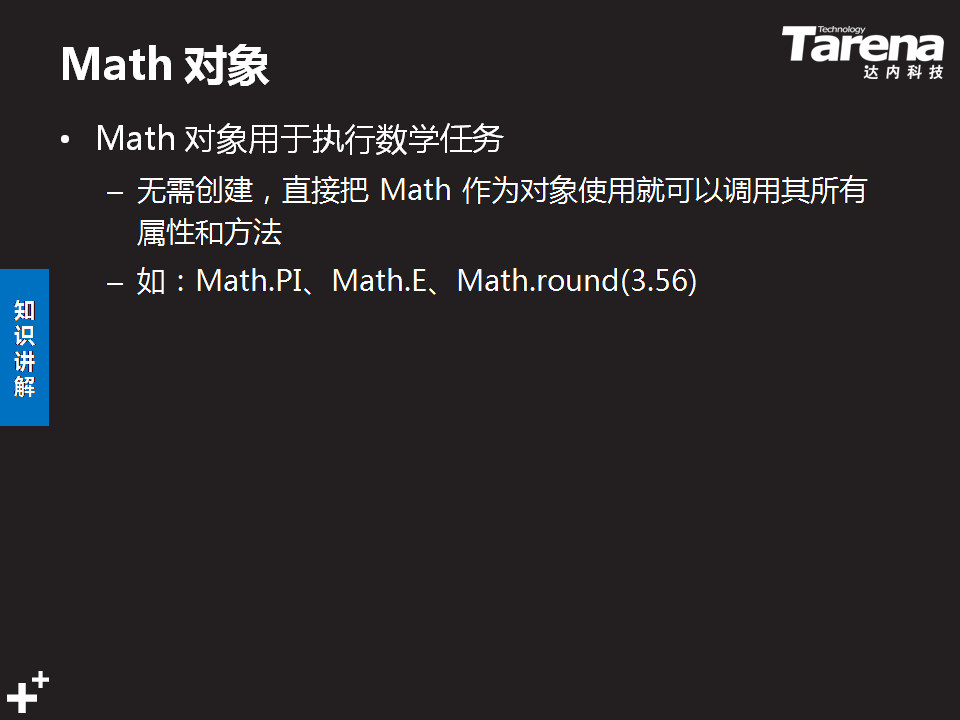 Math 对象
Technology
Tarena
达内科技
• Math 对象用于执行数学任务
– 无需创建，直接把 Math 作为对象使用就可以调用其所有
属性和方法
– 如：Math.PI、Math.E、Math.round(3.56)
知
识
讲
解